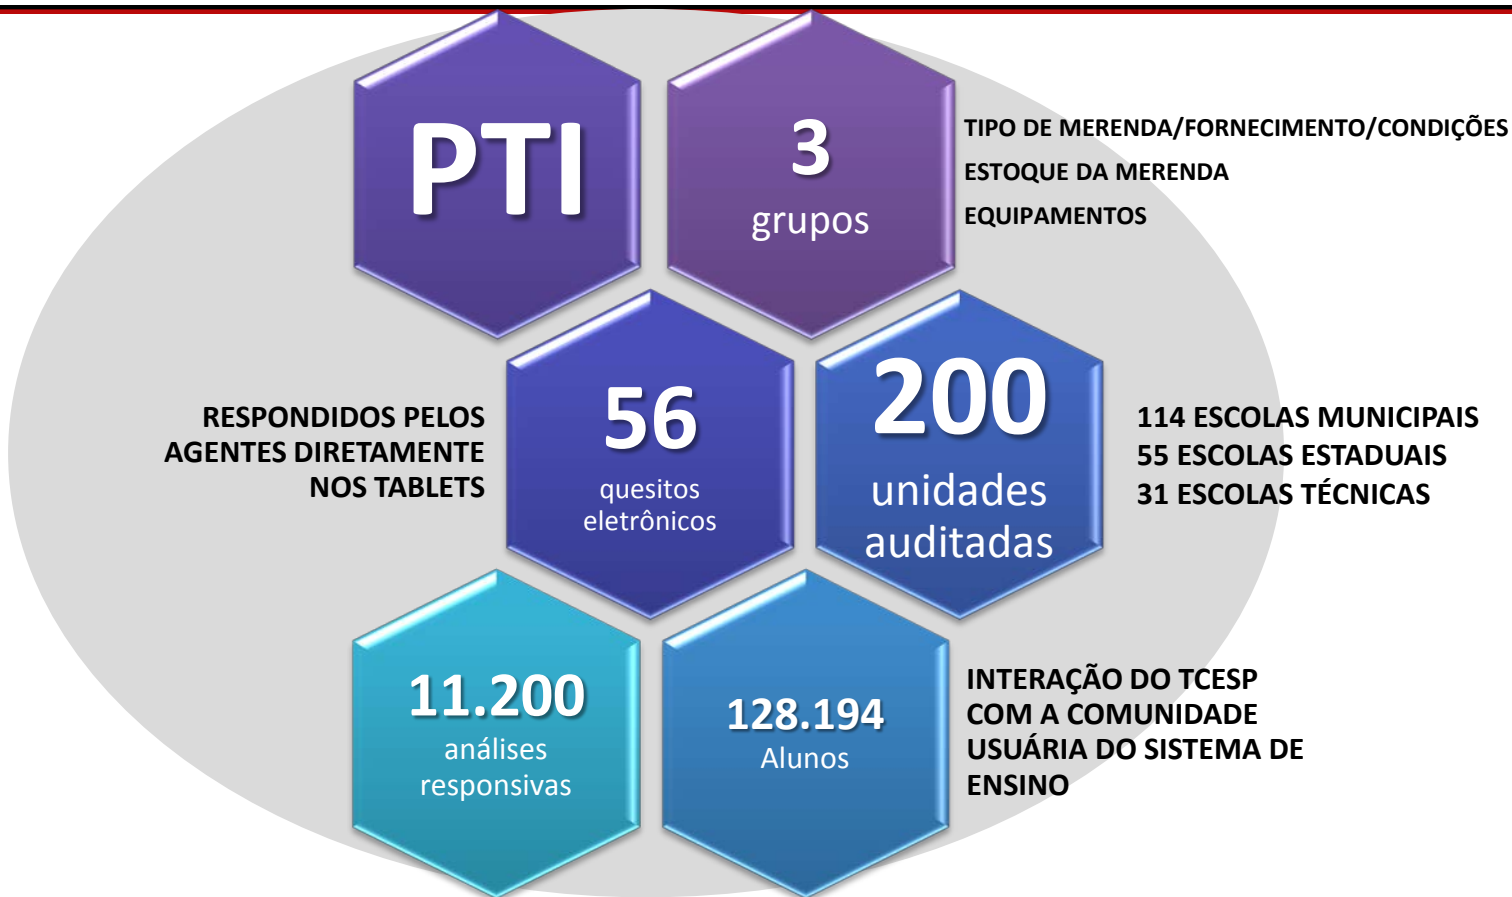 PTI
3
grupos
TIPO DE MERENDA/FORNECIMENTO/CONDIÇÕES
ESTOQUE DA MERENDA
EQUIPAMENTOS
RESPONDIDOS PELOS
AGENTES DIRETAMENTE
NOS TABLETS
56
quesitos
eletrônicos
200
unidades
auditadas
114 ESCOLAS MUNICIPAIS
55 ESCOLAS ESTADUAIS
31 ESCOLAS TÉCNICAS
11.200
análises
responsivas
128.194
Alunos
INTERAÇÃO DO TCESP
COM A COMUNIDADE
USUÁRIA DO SISTEMA DE
ENSINO